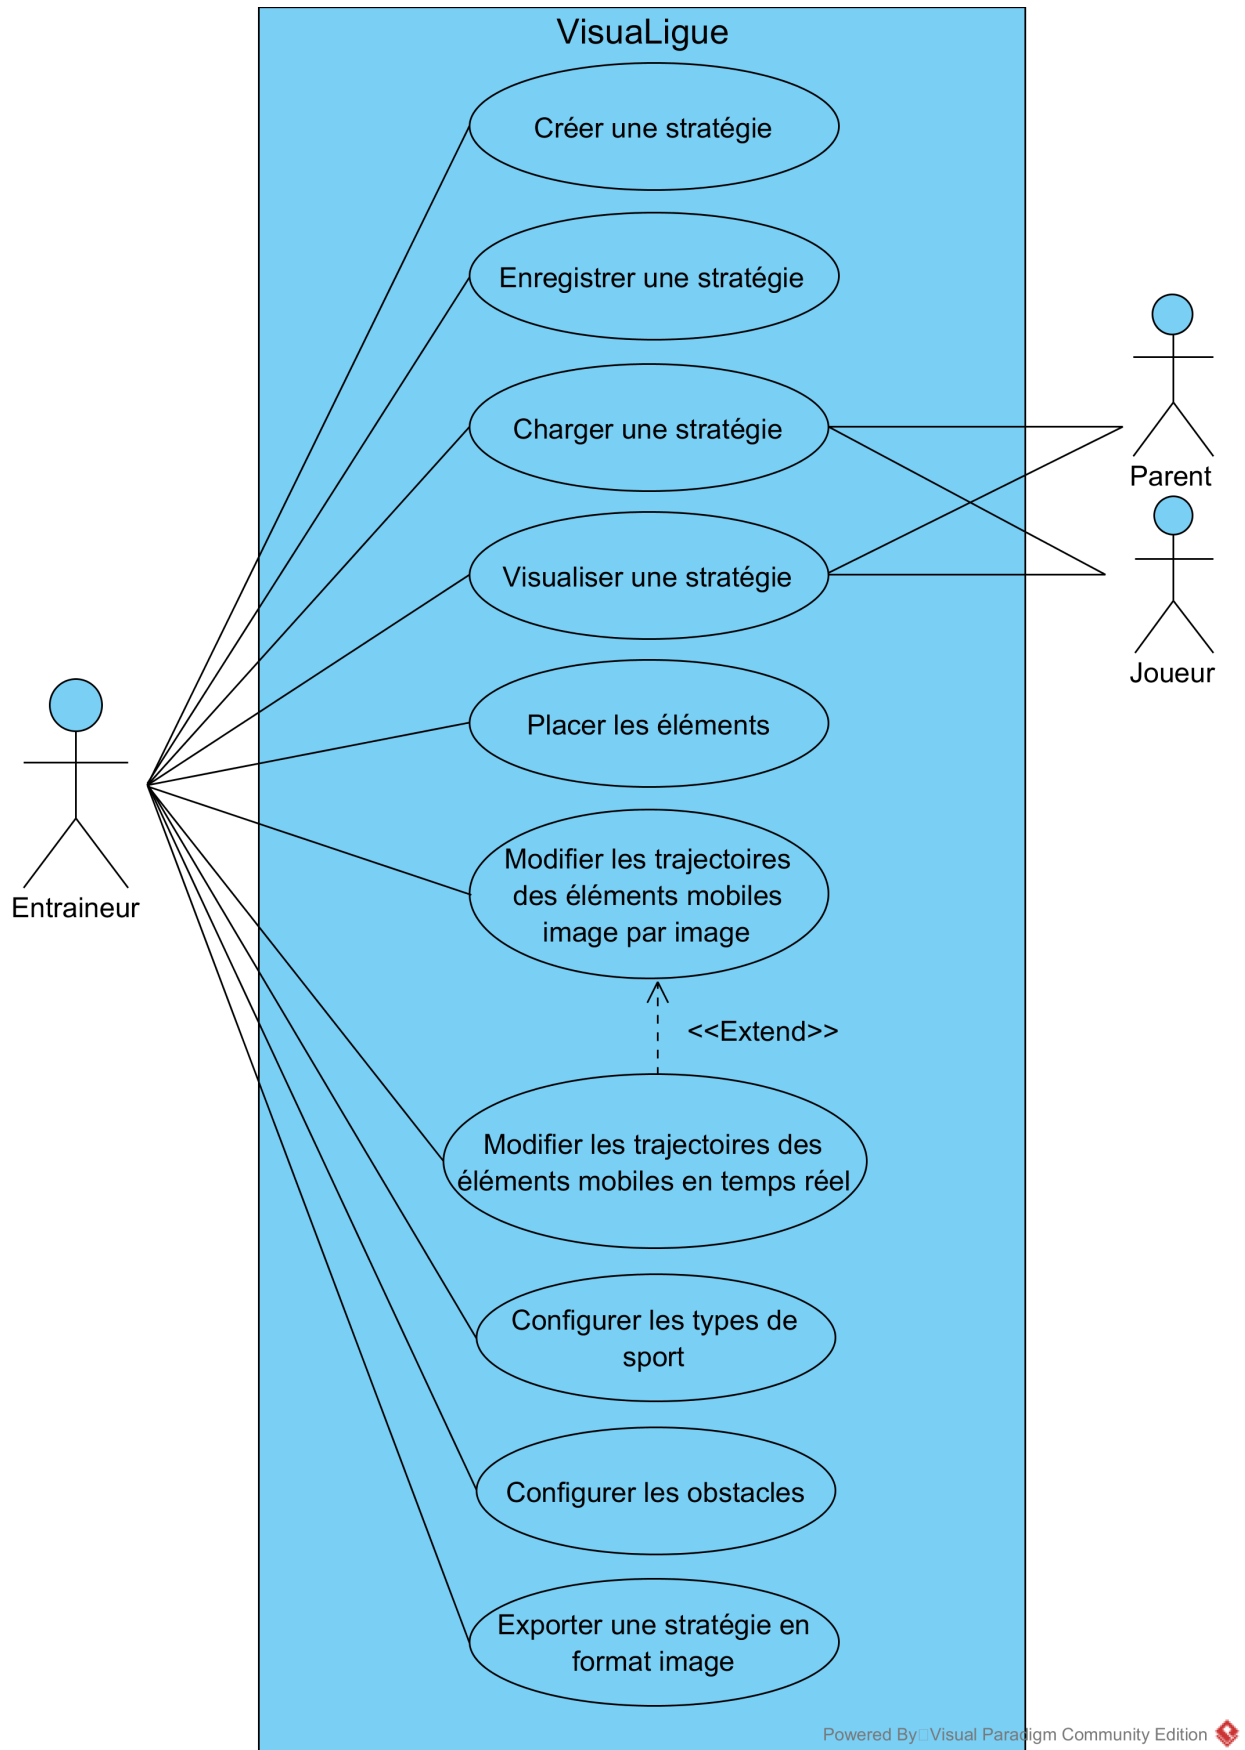 VisuaLigue
Créer une stratégie
Enregistrer une stratégie
Charger une stratégie
Parent
Visualiser une stratégie
Joueur
Placer les éléments
Modifier les trajectoires
des éléments mobiles
image par image
Entraineur
<<Extend>>
Modifier les trajectoires des
éléments mobiles en temps réel
Configurer les types de
sport
Configurer les obstacles
Exporter une stratégie en
format image
Powered By Visual Paradigm Community Edition